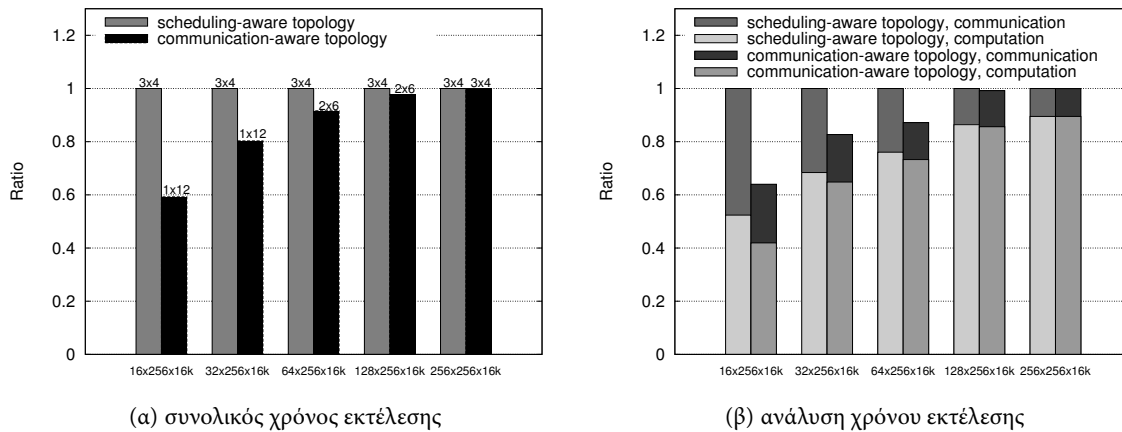 scheduling-aware topology
communication-aware topology
Ratio
1.2
1
0.8
0.6
0.4
0.2
0
3x4
1x12
3x4
1x12
3x4
2x6
3x4
2x6
3x4
3x4
16x256x16k
32x256x16k
64x256x16k
128x256x16k
256x256x16k
(α) συνολικός χρόνος εκτέλεσης
scheduling-aware topology, communication
scheduling-aware topology, computation
communication-aware topology, communication
communication-aware topology, computation
Ratio
1.2
1
0.8
0.6
0.4
0.2
0
16x256x16k
32x256x16k
64x256x16k
128x256x16k
256x256x16k
(β) ανάλυση χρόνου εκτέλεσης